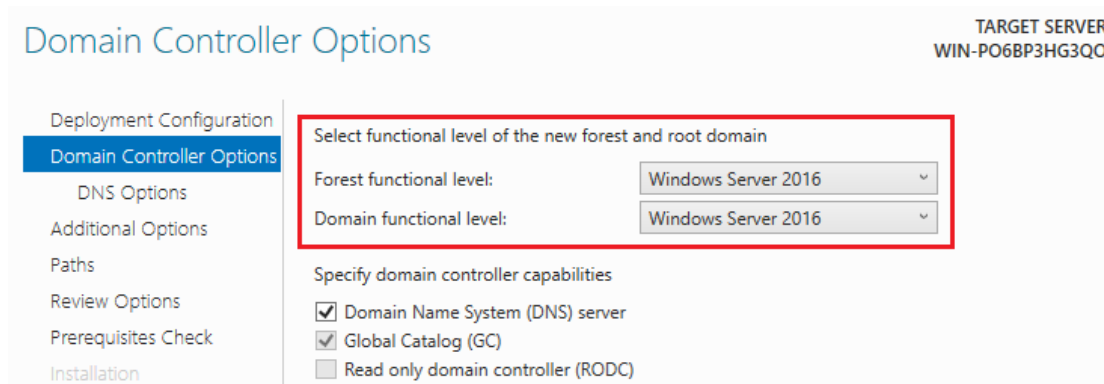 Domain Controller Options
TARGET SERVER
WIN-PO6BP3HG3QO
Deployment Configuration
Domain Controller Options
DNS Options
Additional Options
Paths
Review Options
Prerequisites Check
Installation
Select functional level of the new forest and root domain
Forest functional level: Windows Server 2016
Domain functional level: Windows Server 2016
Specify domain controller capabilities
Domain Name System (DNS) server
Global Catalog (GC)
Read only domain controller (RODC)